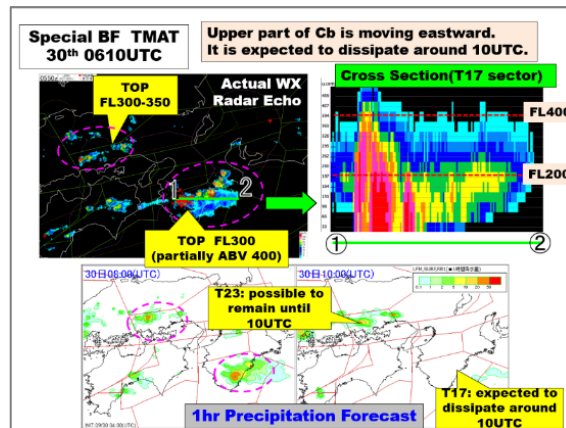 Special BF TMAT
30th 0610UTC
Upper part of Cb is moving eastward.
It is expected to dissipate around 10UTC.
TOP
FL300-350
Actual WX
Radar Echo
Cross Section(T17 sector)
FL400
FL200
1
2
TOP FL300
(partially ABV 400)
①
②
30日08:00(UTC)
30日10:00(UTC)
T23: possible to
remain until
10UTC
T17: expected to
dissipate around
10UTC
1hr Precipitation Forecast